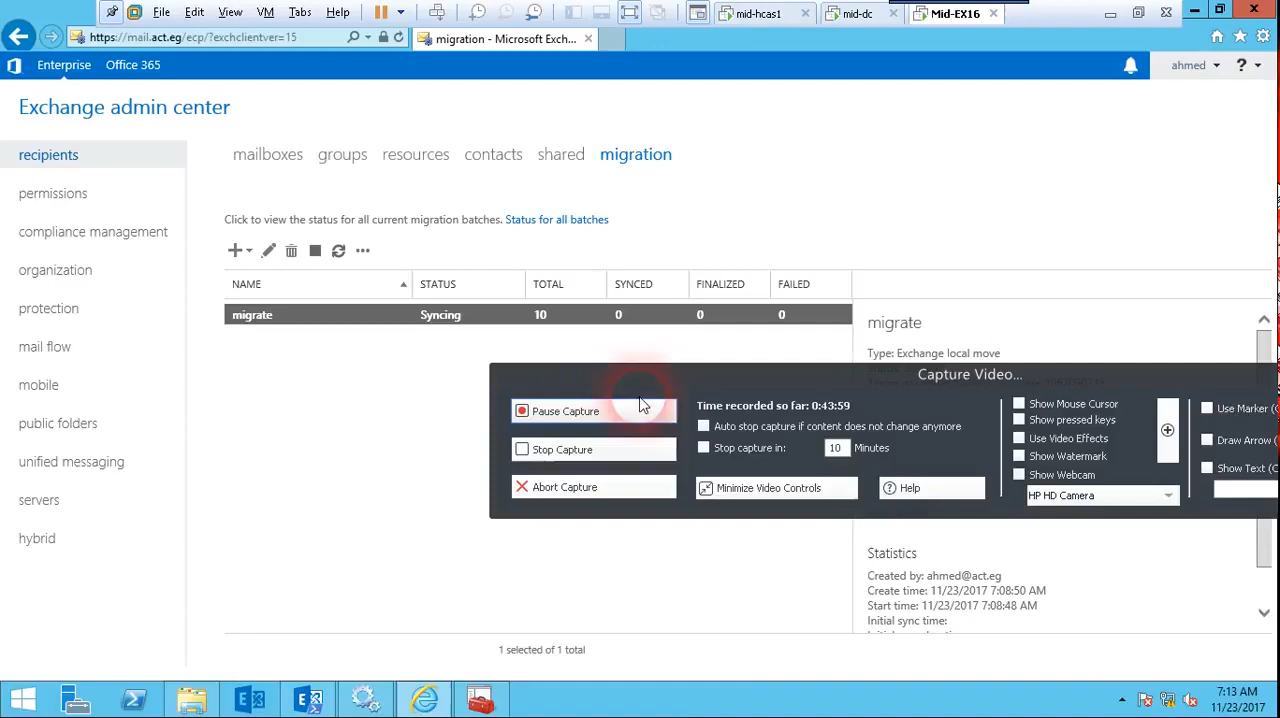 File Edit View VM Tabs Help
mid-hcas1 mid-dc Mid-EX16
https://mail.act.eg/ecp/?exchclientver=15
migration - Microsoft Exch...
Enterprise Office 365
ahmed ?
Exchange admin center
recipients
permissions
compliance management
organization
protection
mail flow
mobile
public folders
unified messaging
servers
hybrid
mailboxes groups resources contacts shared migration
Click to view the status for all current migration batches. Status for all batches
NAME STATUS TOTAL SYNCED FINALIZED FAILED
migrate Syncing 10 0 0 0
migrate
Type: Exchange local move
Capture Video...
Pause Capture
Stop Capture
Abort Capture
Time recorded so far: 0:43:59
Auto stop capture if content does not change anymore
Stop capture in: 10 Minutes
Minimize Video Controls
Help
Show Mouse Cursor
Show pressed keys
Use Video Effects
Show Watermark
Show Webcam
HP HD Camera
Use Marker (
Draw Arrow (
Show Text (C
Statistics
Created by: ahmed@act.eg
Create time: 11/23/2017 7:08:50 AM
Start time: 11/23/2017 7:08:48 AM
Initial sync time:
1 selected of 1 total
7:13 AM
11/23/2017